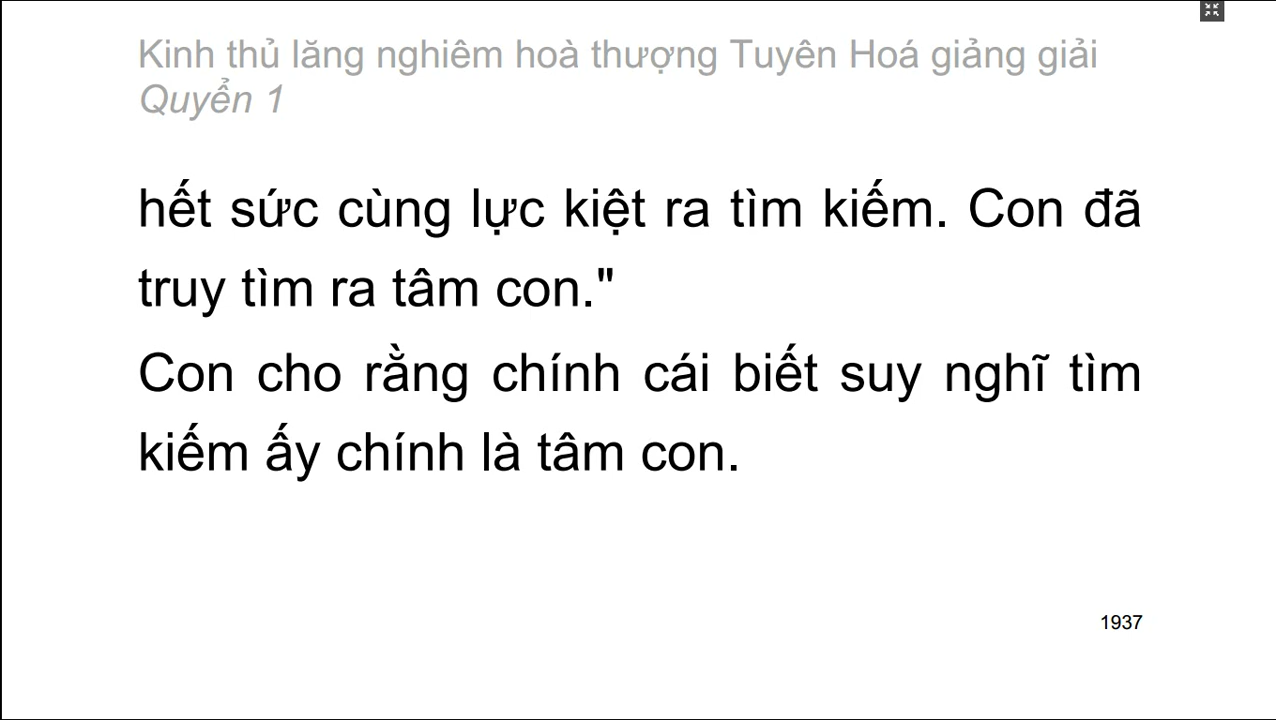 Kinh thủ lăng nghiêm hoà thượng Tuyên Hoá giảng giải
Quyển 1
hết sức cùng lực kiệt ra tìm kiếm. Con đã
truy tìm ra tâm con."
Con cho rằng chính cái biết suy nghĩ tìm
kiếm ấy chính là tâm con.
1937